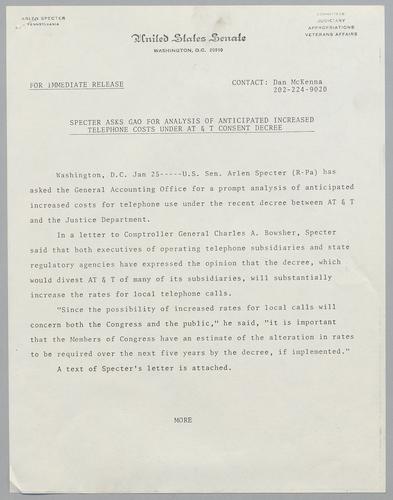 ARLEN SPECTER
PENNSYLVANIA
COMMITTEES:
JUDICIARY
APPROPRIATIONS
VETERANS AFFAIRS
United States Senate
WASHINGTON, D.C. 20510
FOR IMMEDIATE RELEASE
CONTACT: Dan McKenna
202-224-9020
SPECTER ASKS GAO FOR ANALYSIS OF ANTICIPATED INCREASED
TELEPHONE COSTS UNDER AT & T CONSENT DECREE
Washington, D.C. Jan 25-----U.S. Sen. Arlen Specter (R-Pa) has
asked the General Accounting Office for a prompt analysis of anticipated
increased costs for telephone use under the recent decree between AT & T
and the Justice Department.
In a letter to Comptroller General Charles A. Bowsher, Specter
said that both executives of operating telephone subsidiaries and state
regulatory agencies have expressed the opinion that the decree, which
would divest AT & T of many of its subsidiaries, will substantially
increase the rates for local telephone calls.
"Since the possibility of increased rates for local calls will
concern both the Congress and the public," he said, "it is important
that the Members of Congress have an estimate of the alteration in rates
to be required over the next five years by the decree, if implemented."
A text of Specter's letter is attached.
MORE